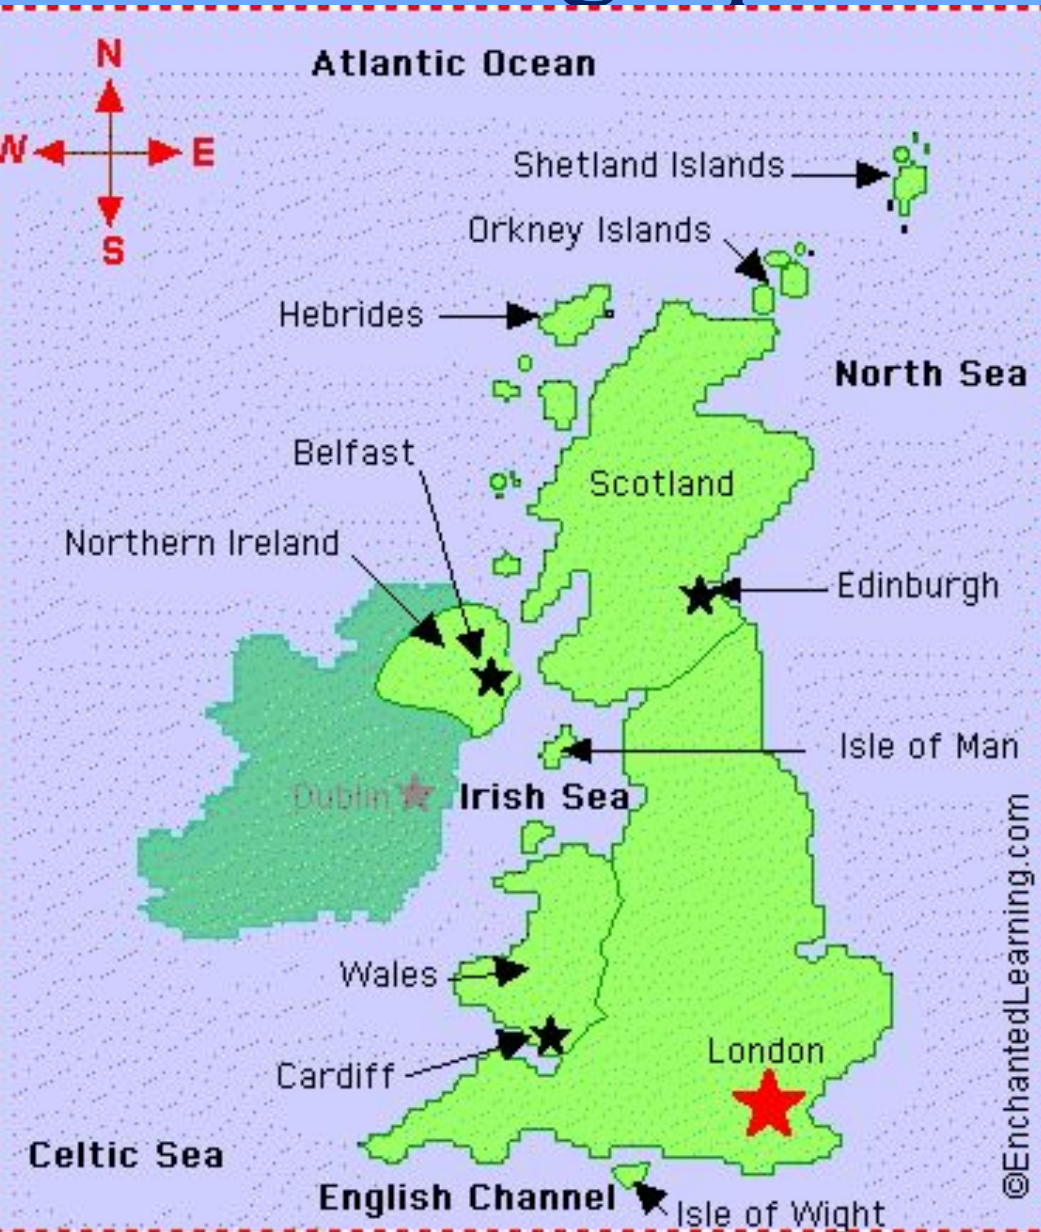 Atlantic Ocean
N
W
E
S
Shetland Islands
Orkney Islands
Hebrides
North Sea
Belfast
Scotland
Northern Ireland
Edinburgh
Isle of Man
Dublin
Irish Sea
Wales
London
Cardiff
Celtic Sea
English Channel
Isle of Wight
©EnchantedLearning.com